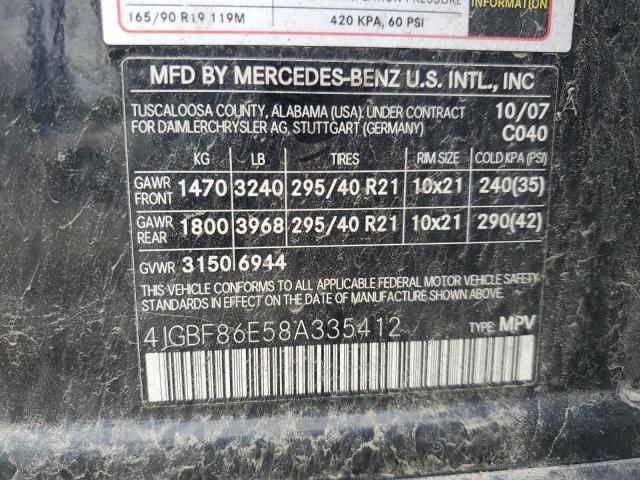 165/90 R19 119M 420 KPA, 60 PSI
INFORMATION
MFD BY MERCEDES-BENZ U.S. INTL., INC
TUSCALOOSA COUNTY, ALABAMA (USA): UNDER CONTRACT 10/07
FOR DAIMLERCHRYSLER AG, STUTTGART (GERMANY) C040
KG LB TIRES RIM SIZE COLD KPA (PSI)
GAWR FRONT 1470 3240 295/40 R21 10x21 240(35)
GAWR REAR 1800 3968 295/40 R21 10x21 290(42)
GVWR 3150 6944
THIS VEHICLE CONFORMS TO ALL APPLICABLE FEDERAL MOTOR VEHICLE SAFETY
STANDARDS IN EFFECT ON THE DATE OF MANUFACTURE SHOWN ABOVE.
4JGBF86E58A335412 TYPE: MPV